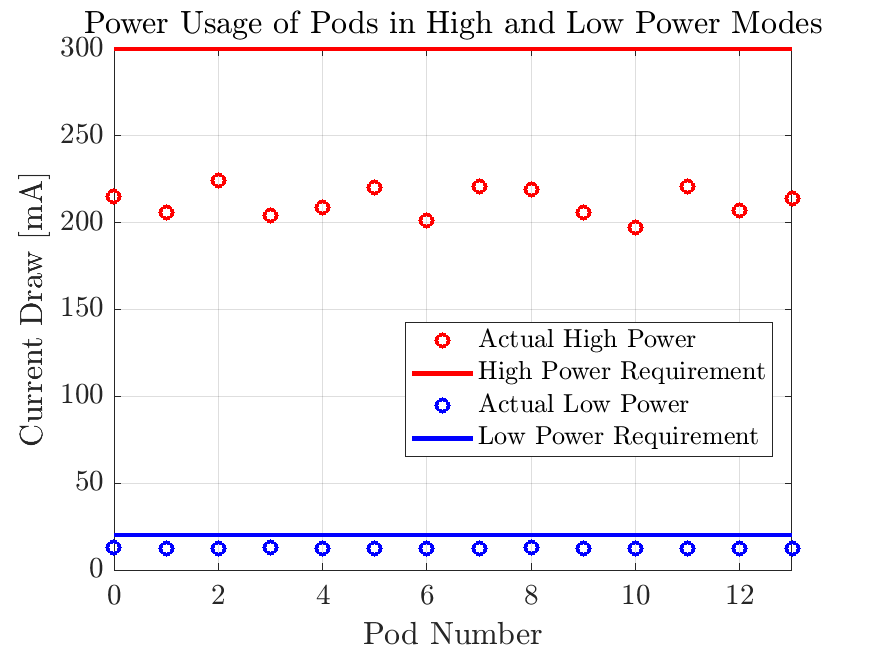 Power Usage of Pods in High and Low Power Modes
300
250
200
150
100
50
0
Current Draw [mA]
Actual High Power
High Power Requirement
Actual Low Power
Low Power Requirement
0 2 4 6 8 10 12
Pod Number